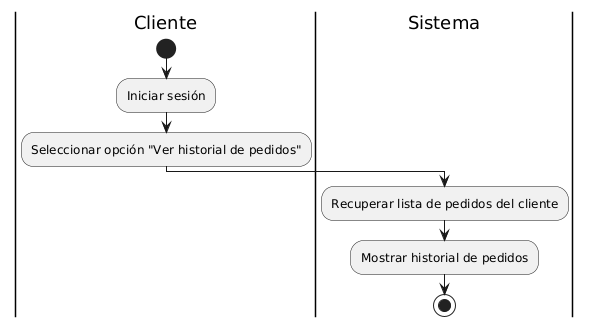 Cliente
Sistema
Iniciar sesión
Seleccionar opción "Ver historial de pedidos"
Recuperar lista de pedidos del cliente
Mostrar historial de pedidos